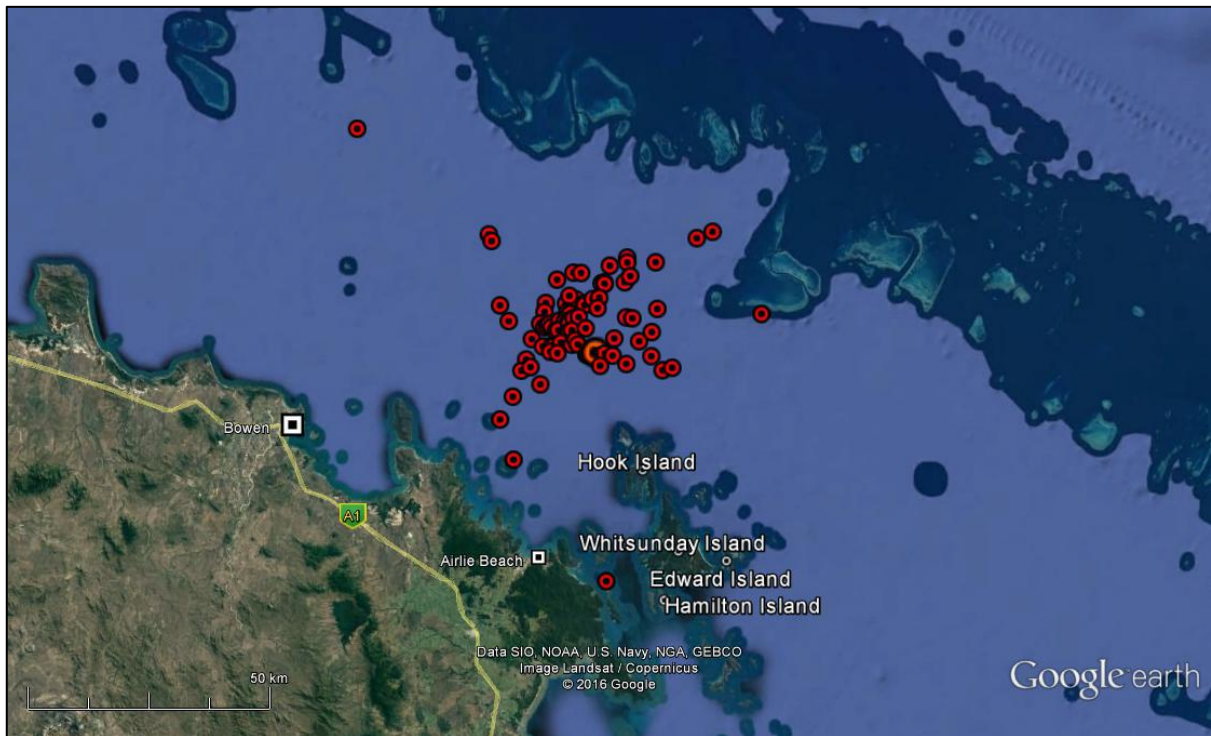 Bowen
Hook Island
A1
Airlie Beach
Whitsunday Island
Edward Island
Hamilton Island
Data SIO, NOAA, U.S. Navy, NGA, GEBCO
Image Landsat / Copernicus
© 2016 Google
50 km
Google earth